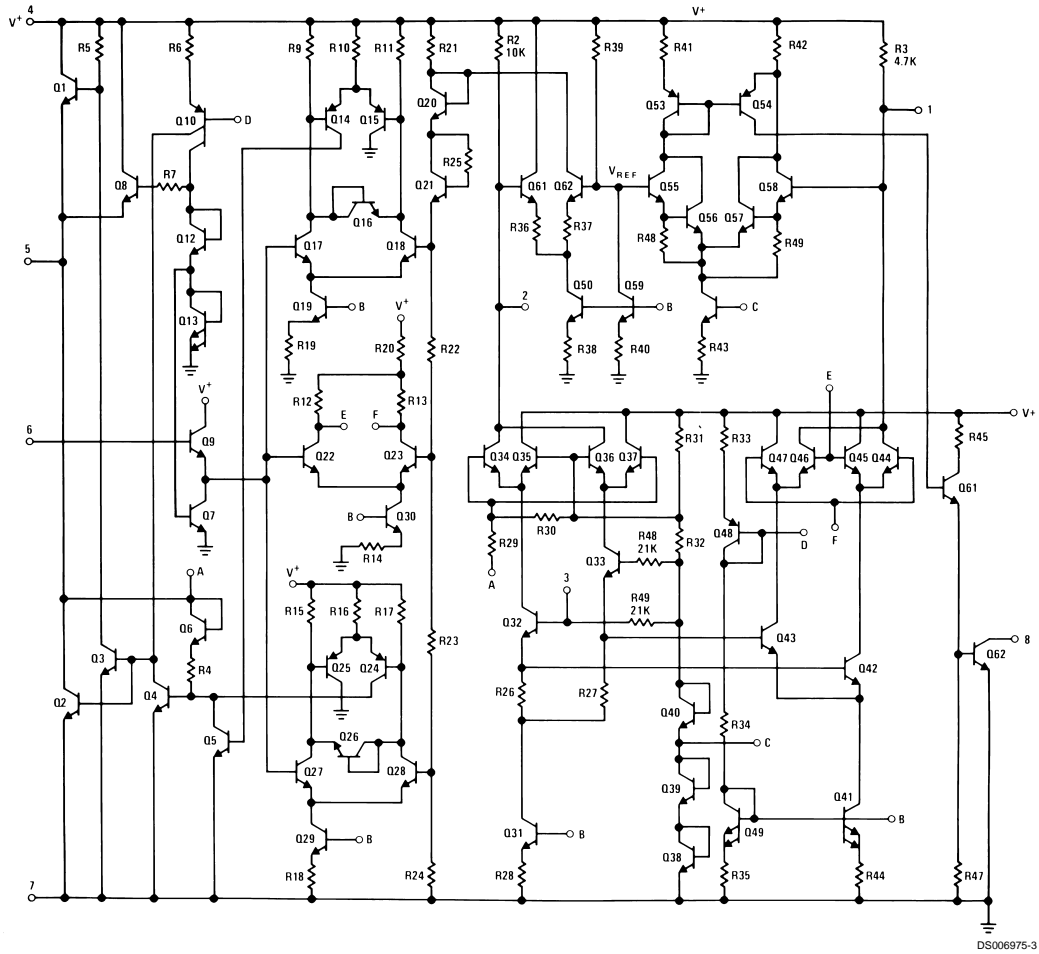 V+ 4 V+
R5 R6 R9 R10 R11 R21 R2 10K R39 R41 R42 R3 4.7K
Q1 Q10 D Q14 Q15 Q20 Q53 Q54 1
Q8 R7 R25 Q21 Q61 Q62 VREF Q55 Q58
Q12 Q16 Q17 Q18 R36 R37 Q56 Q57 R48 R49
5
Q13 Q19 B 2 Q50 Q59 B C
R19 V+ R20 R22 R38 R40 R43
R12 R13 E
V+ E F V+
6 Q9 Q22 Q23 Q34 Q35 Q36 Q37 R31 R33 Q47 Q46 Q45 Q44 R45
Q7 B Q30 R30 Q61
R14 R29 Q33 R48 21K R32 Q48 D F
A V+ A 3
Q6 R15 R16 R17 R23 Q32 R49 21K Q43
Q3 R4 Q25 Q24 Q42 Q62 8
Q2 Q4 R26 R27 Q40 R34
Q5 Q26 C
Q27 Q28 Q39
Q29 B Q31 B Q38 Q49 Q41 B
R18 R24 R28 R35 R44 R47
7
DS006975-3